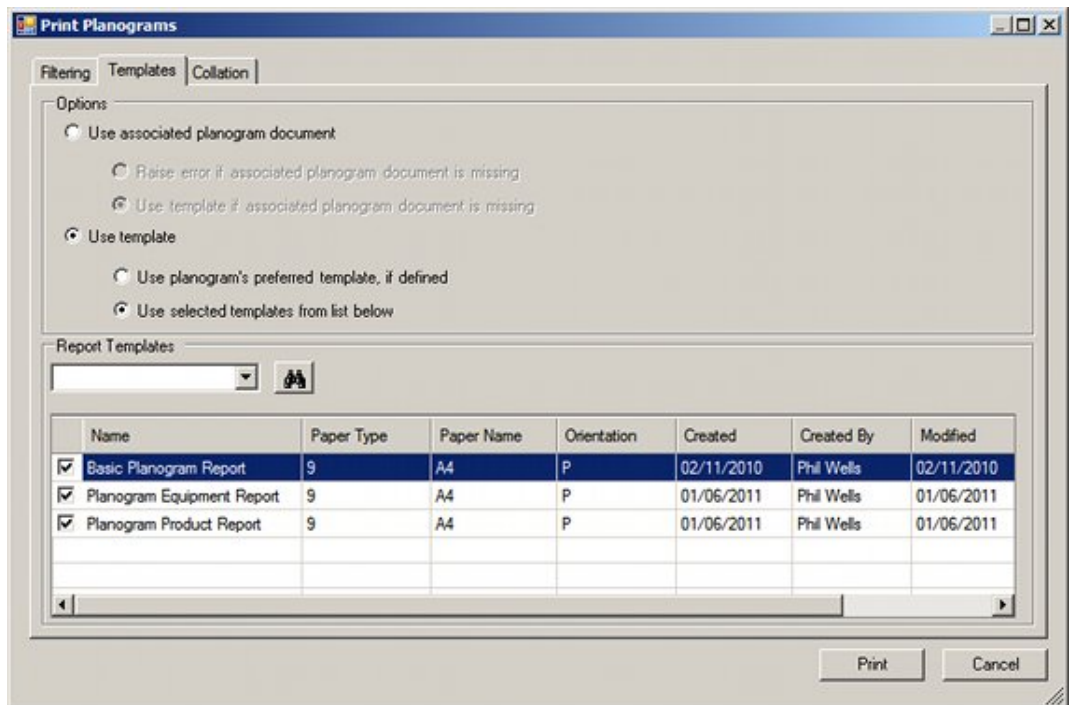 Print Planograms
Filtering Templates Collation
Options
Use associated planogram document
Raise error if associated planogram document is missing
Use template if associated planogram document is missing
Use template
Use planogram's preferred template, if defined
Use selected templates from list below
Report Templates
Name Paper Type Paper Name Orientation Created Created By Modified
Basic Planogram Report 9 A4 P 02/11/2010 Phil Wells 02/11/2010
Planogram Equipment Report 9 A4 P 01/06/2011 Phil Wells 01/06/2011
Planogram Product Report 9 A4 P 01/06/2011 Phil Wells 01/06/2011
Print Cancel